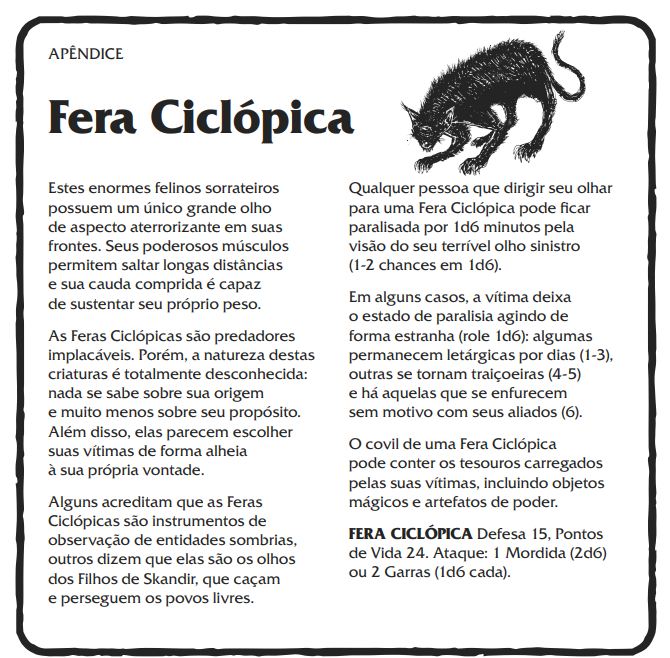 APÊNDICE
Fera Ciclópica
Estes enormes felinos sorrateiros
possuem um único grande olho
de aspecto aterrorizante em suas
frontes. Seus poderosos músculos
permitem saltar longas distâncias
e sua cauda comprida é capaz
de sustentar seu próprio peso.
As Feras Ciclópicas são predadores
implacáveis. Porém, a natureza destas
criaturas é totalmente desconhecida:
nada se sabe sobre sua origem
e muito menos sobre seu propósito.
Além disso, elas parecem escolher
suas vítimas de forma alheia
à sua própria vontade.
Alguns acreditam que as Feras
Ciclópicas são instrumentos de
observação de entidades sombrias,
outros dizem que elas são os olhos
dos Filhos de Skandir, que caçam
e perseguem os povos livres.
Qualquer pessoa que dirigir seu olhar
para uma Fera Ciclópica pode ficar
paralisada por 1d6 minutos pela
visão do seu terrível olho sinistro
(1-2 chances em 1d6).
Em alguns casos, a vítima deixa
o estado de paralisia agindo de
forma estranha (role 1d6): algumas
permanecem letárgicas por dias (1-3),
outras se tornam traiçoeiras (4-5)
e há aquelas que se enfurecem
sem motivo com seus aliados (6).
O covil de uma Fera Ciclópica
pode conter os tesouros carregados
pelas suas vítimas, incluindo objetos
mágicos e artefatos de poder.
FERA CICLÓPICA Defesa 15, Pontos
de Vida 24. Ataque: 1 Mordida (2d6)
ou 2 Garras (1d6 cada).